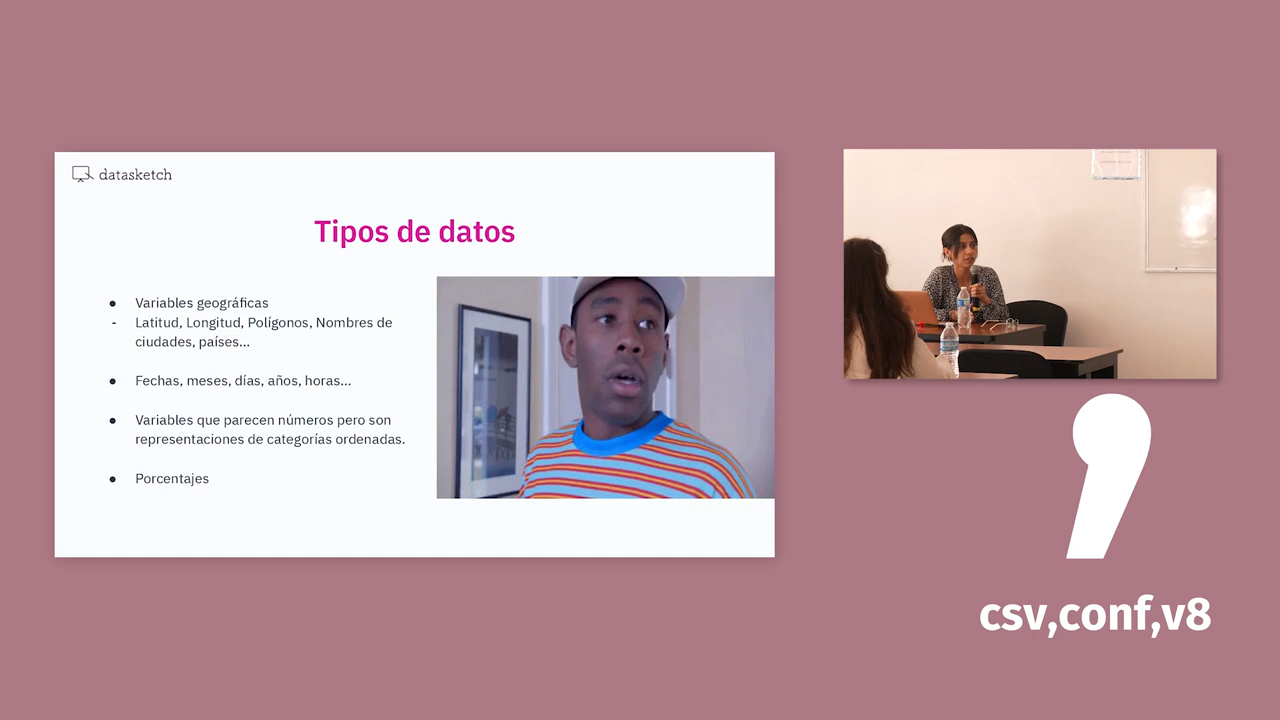 datasketch
Tipos de datos
● Variables geográficas
- Latitud, Longitud, Polígonos, Nombres de
ciudades, países...
● Fechas, meses, días, años, horas...
● Variables que parecen números pero son
representaciones de categorías ordenadas.
● Porcentajes
csv,conf,v8